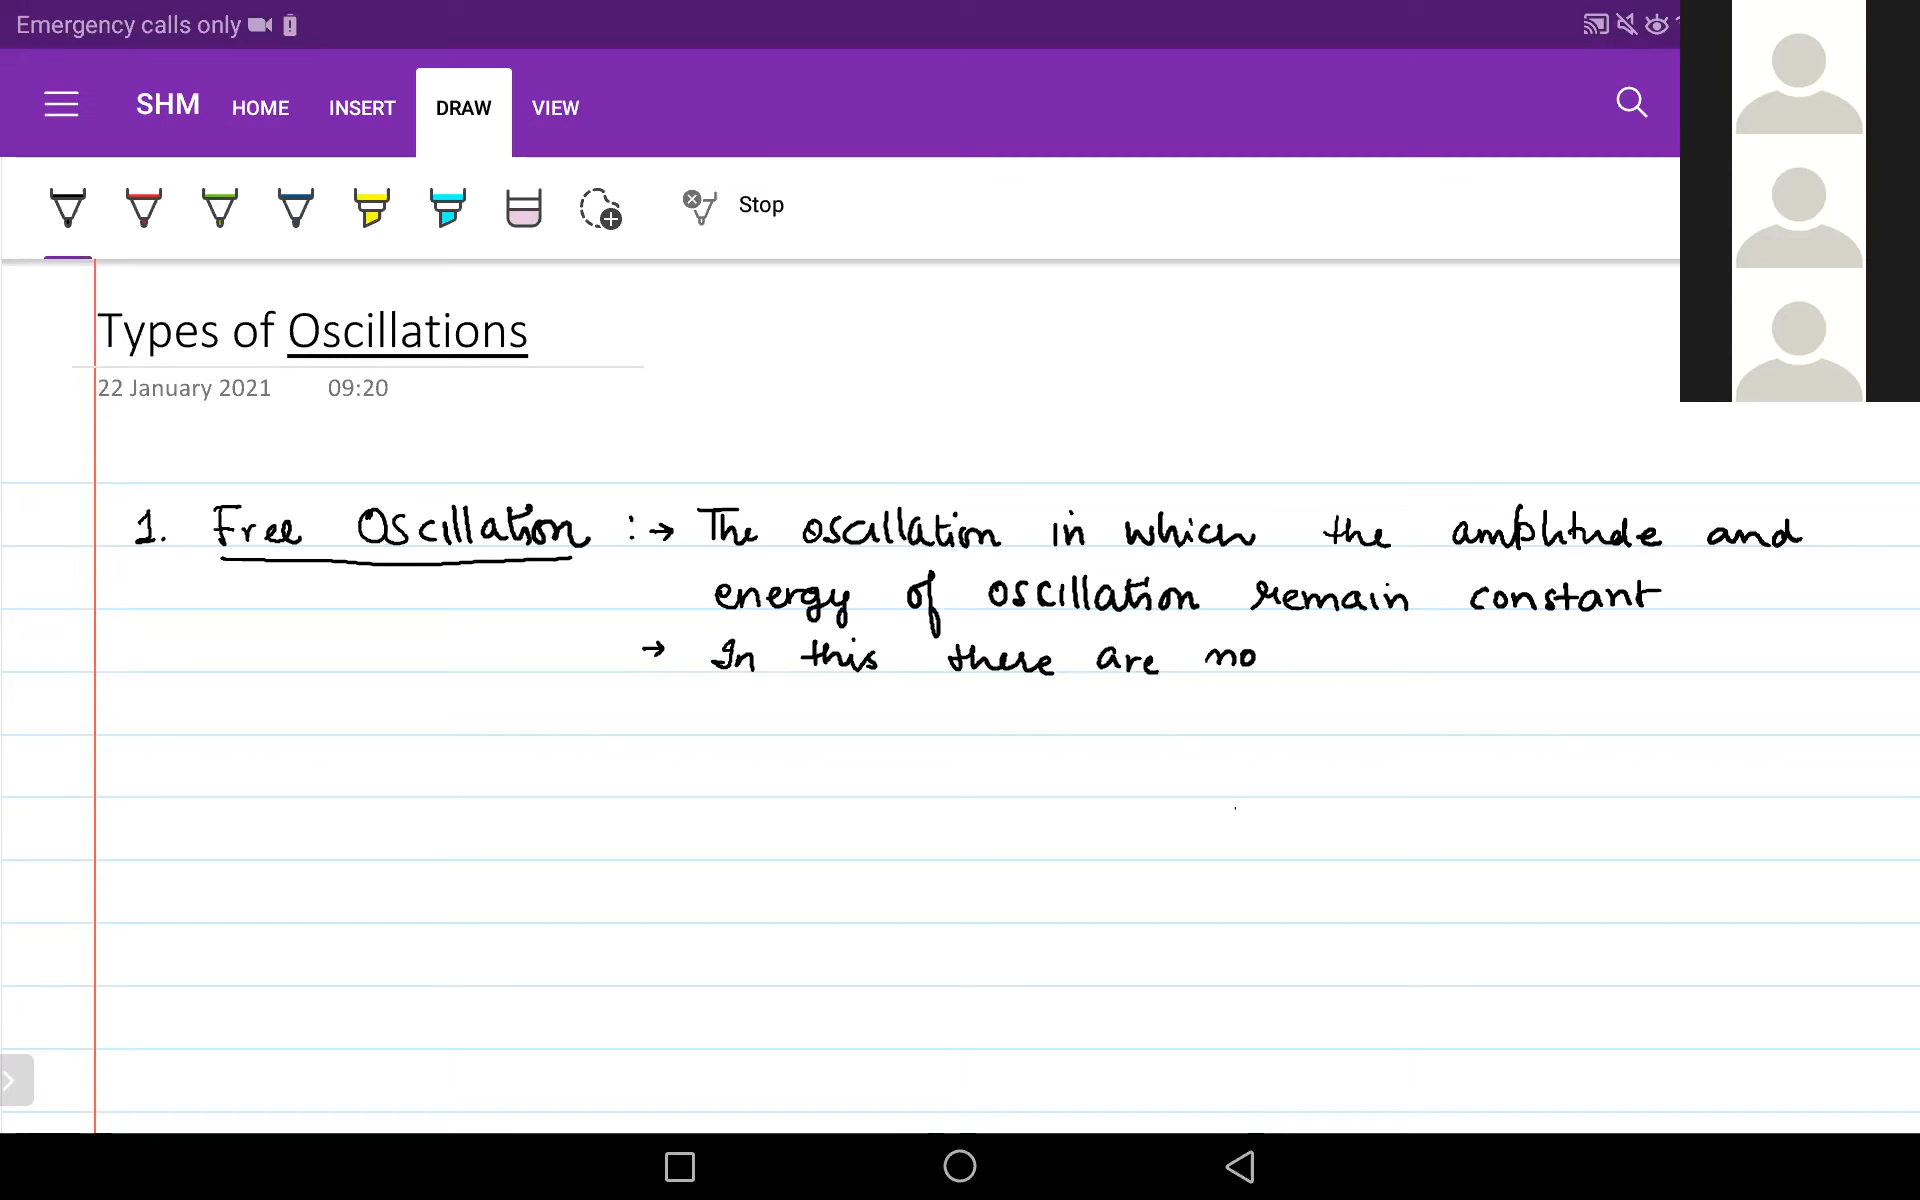 Emergency calls only
SHM HOME INSERT DRAW VIEW
Stop
Types of Oscillations
22 January 2021 09:20
1. Free Oscillation :→ The oscillation in which the amplitude and
energy of oscillation remain constant
→ In this there are no